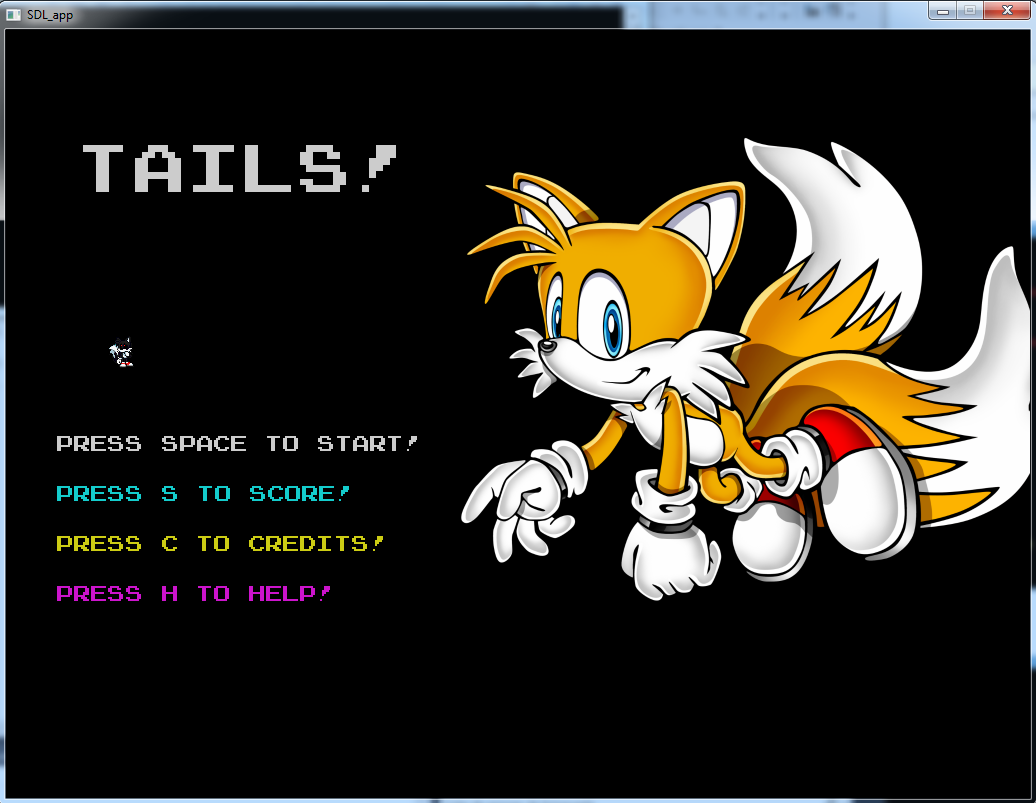 SDL_app
TAILS!
PRESS SPACE TO START!
PRESS S TO SCORE!
PRESS C TO CREDITS!
PRESS H TO HELP!